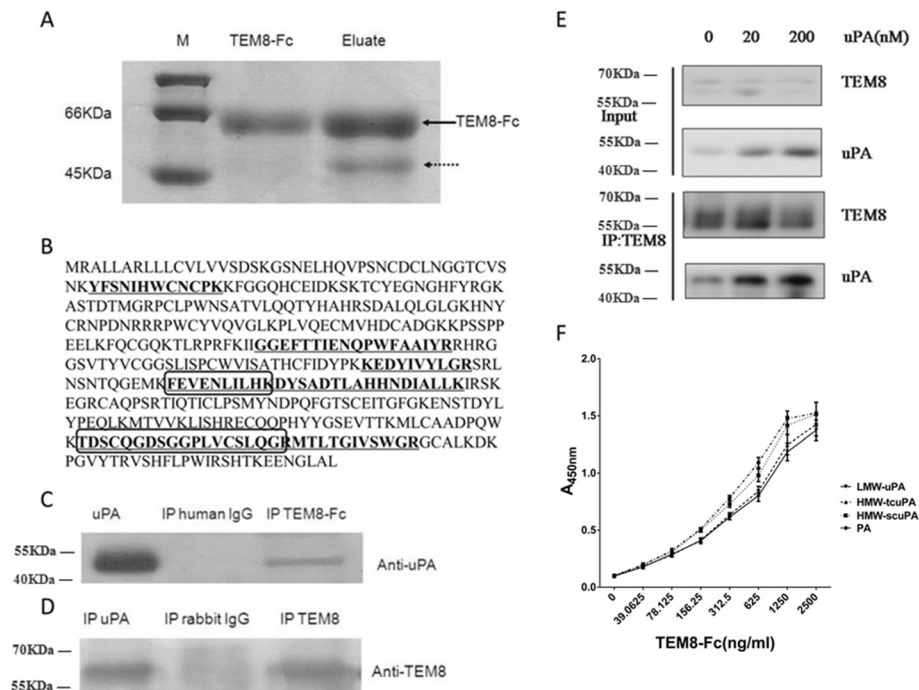 A
M TEM8-Fc Eluate
66KDa
TEM8-Fc
45KDa
B
MRALLARLLLCVLVVSDSKGSNELHQVPSNCDCLNGGTCVS
NKYFSNIHWCNCPKKFGGQHCEIDKSKTCYEGNGHFYRGK
ASTDTMGRPCLPWNSATVLQQTYHAHRSDALQLGLGKHNY
CRNPDNRRRPWCYVQVGLKPLVQECMVHDCADGKKPSSPP
EELKFQCGQKTLRPRFKIIGGEFTTIENQPWFAAIYRRHRG
GSVTYVCGGSLISPCWVISATHCFIDYPKKEDYIVYLGRSRL
NSNTQGEMKFEVENLILHKDYSADTLAHHNDIALLKIRSK
EGRCAQPSRTIQTICLPSMYNDPQFGTSCEITGFGKENSTDYL
YPEQLKMTVVKLISHRECQQPHYYGSEVTTKMLCAADPQW
KTDSCQGDSGGPLVCSLQGRMTLTGIVSWGRGCALKDK
PGVYTRVSHFLPWIRSHTKEENGLAL
C
uPA IP human IgG IP TEM8-Fc
55KDa
40KDa
Anti-uPA
D
IP uPA IP rabbit IgG IP TEM8
70KDa
55KDa
Anti-TEM8
E
0 20 200 uPA(nM)
70KDa
55KDa
TEM8
Input
55KDa
40KDa
uPA
70KDa
55KDa
TEM8
IP:TEM8
55KDa
40KDa
uPA
F
2.0
1.5
1.0
0.5
0.0
A450nm
0 39.0625 78.125 156.25 312.5 625 1250 2500
TEM8-Fc(ng/ml)
LMW-uPA
HMW-tcuPA
HMW-scuPA
PA